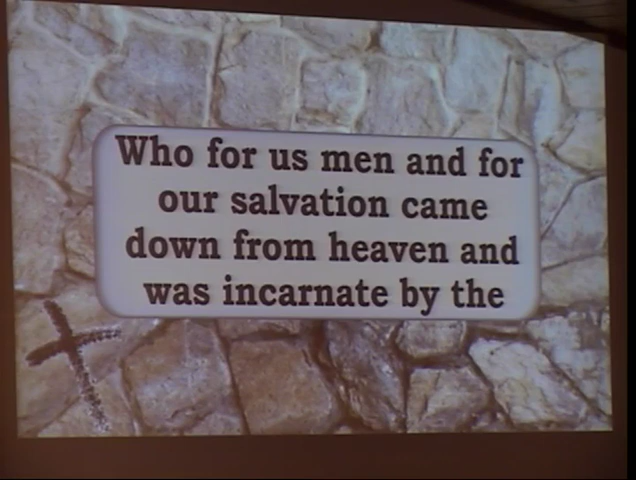 Who for us men and for
our salvation came
down from heaven and
was incarnate by the